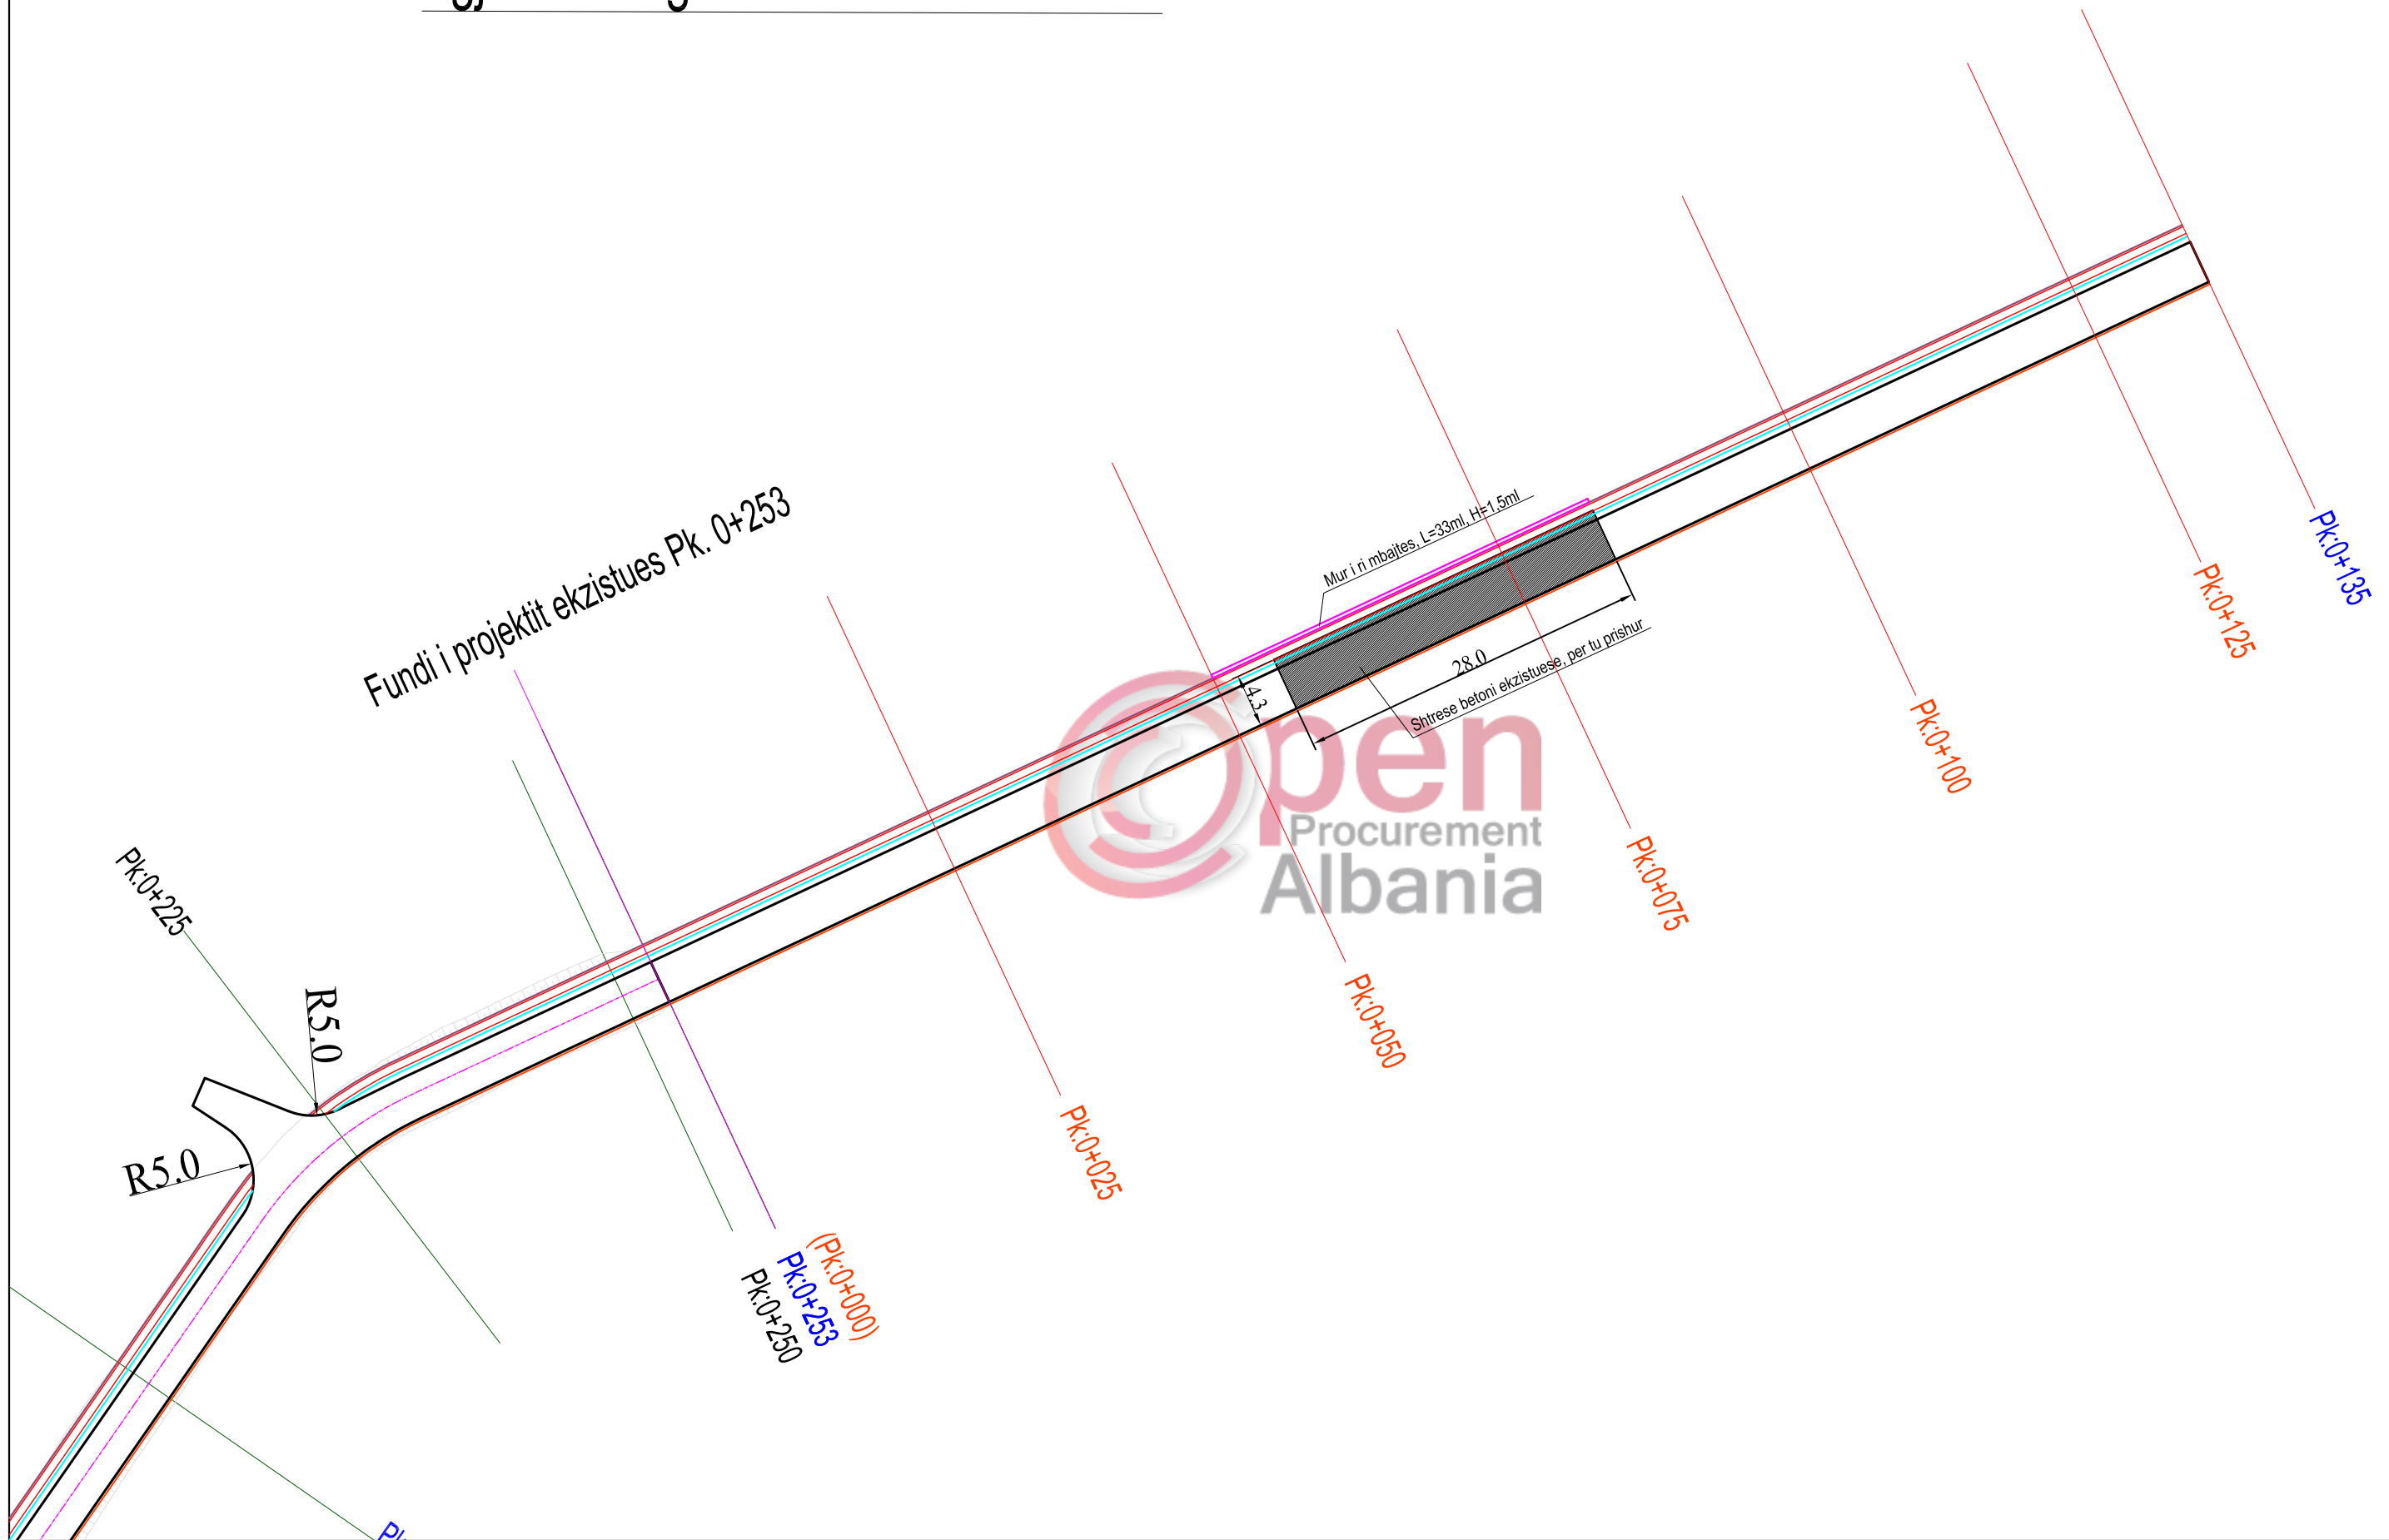 Fundi i projektit ekzistues Pk. 0+253
Mur i ri mbajtes, L=33ml, H=1,5ml
28.0
Shtrese betoni ekzistuese, per tu prishur
4.3
Pk:0+135
Pk:0+125
Pk:0+100
Pk:0+075
Pk:0+050
Pk:0+025
(Pk:0+000)
Pk:0+253
Pk:0+250
Pk:0+225
R5.0
R5.0
Open
Procurement
Albania